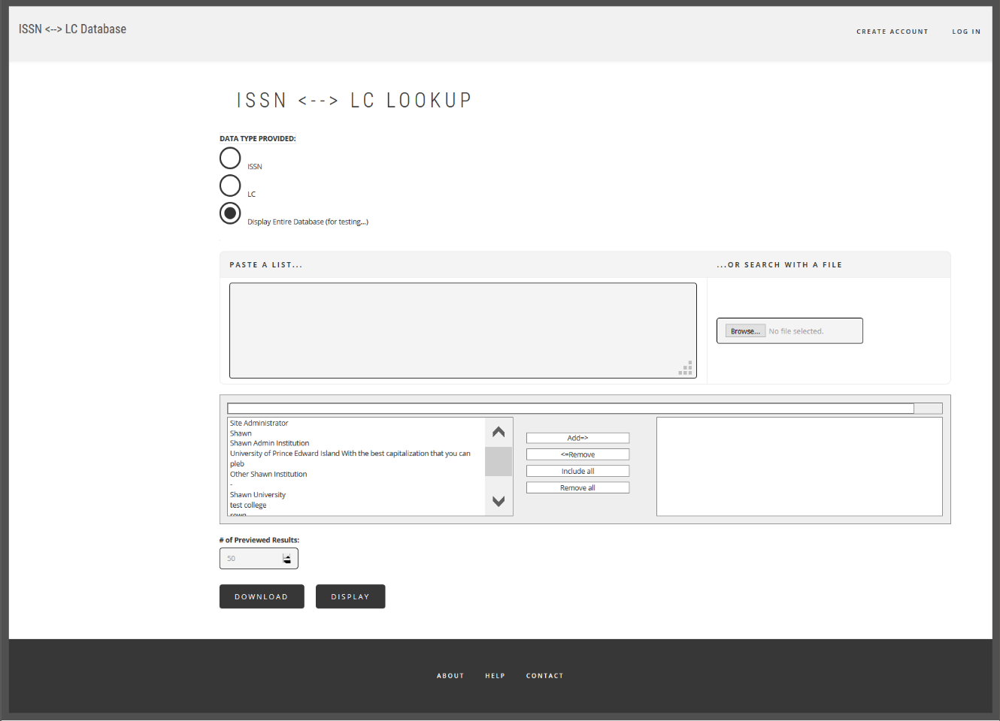 ISSN <--> LC Database
CREATE ACCOUNT
LOG IN
ISSN <--> LC LOOKUP
DATA TYPE PROVIDED:
ISSN
LC
Display Entire Database (for testing...)
PASTE A LIST...
...OR SEARCH WITH A FILE
Browse...
No file selected.
Site Administrator
Shawn
Shawn Admin Institution
University of Prince Edward Island With the best capitalization that you can
pleb
Other Shawn Institution
-
Shawn University
test college
Add=>
<=Remove
Include all
Remove all
# of Previewed Results:
50
DOWNLOAD
DISPLAY
ABOUT
HELP
CONTACT